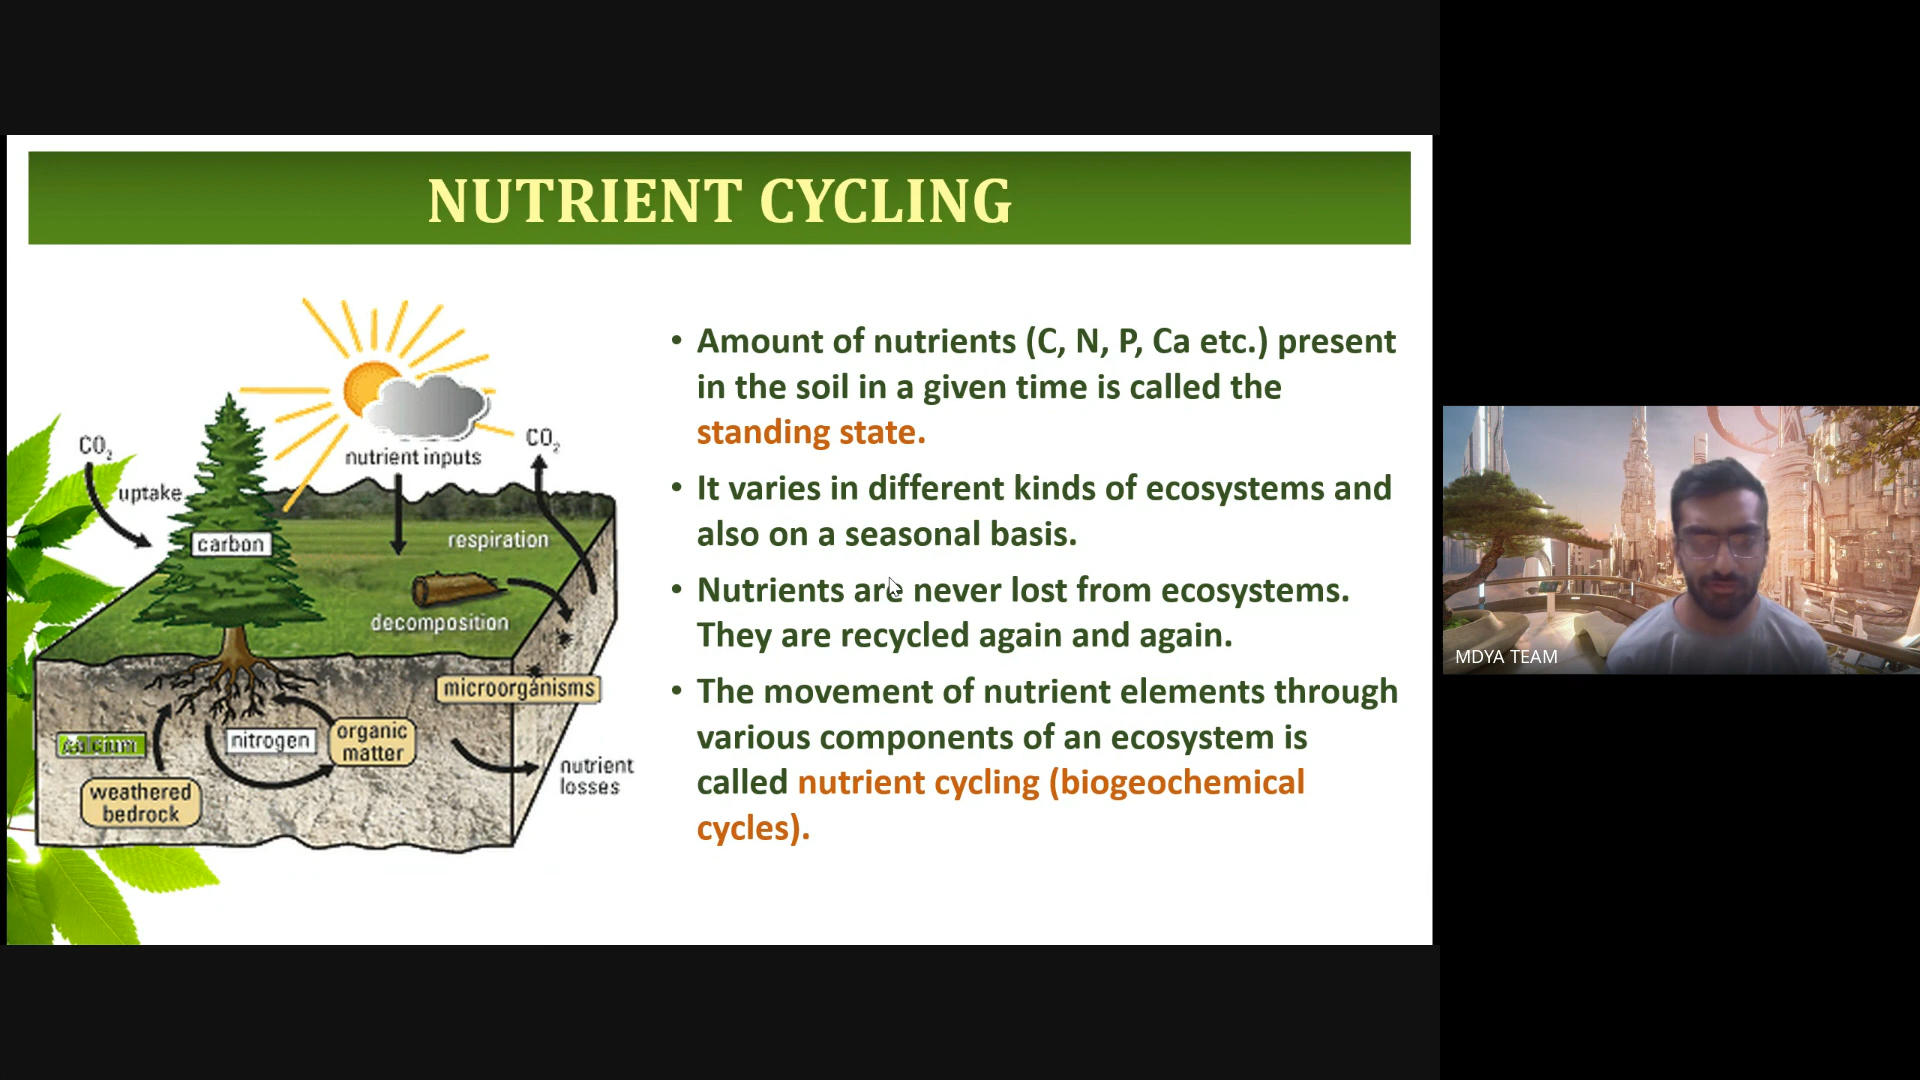 NUTRIENT CYCLING
CO2
uptake
carbon
nutrient inputs
CO2
respiration
decomposition
microorganisms
calcium
nitrogen
organic
matter
weathered
bedrock
nutrient
losses
• Amount of nutrients (C, N, P, Ca etc.) present
in the soil in a given time is called the
standing state.
• It varies in different kinds of ecosystems and
also on a seasonal basis.
• Nutrients are never lost from ecosystems.
They are recycled again and again.
• The movement of nutrient elements through
various components of an ecosystem is
called nutrient cycling (biogeochemical
cycles).
MDYA TEAM